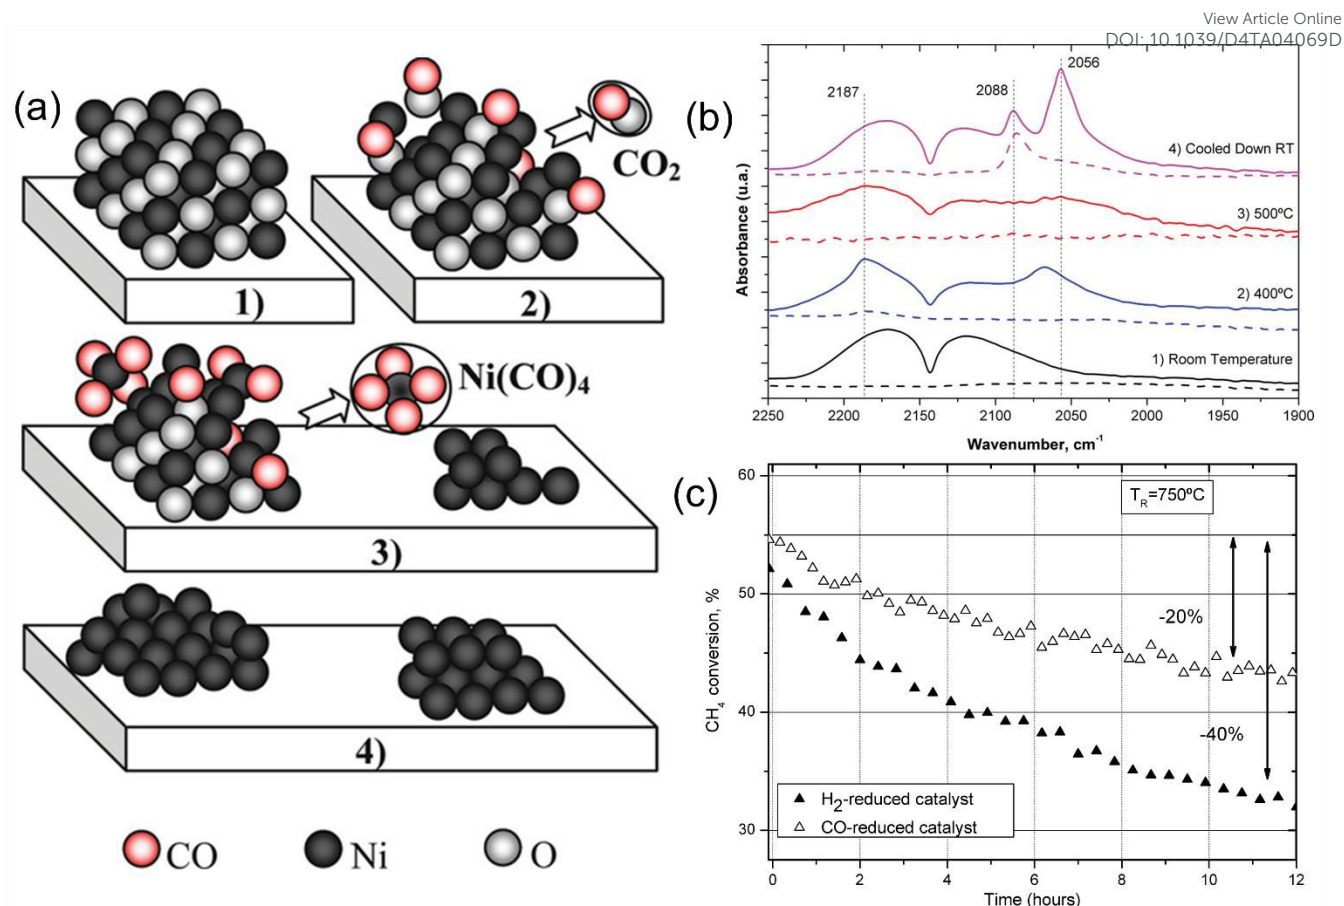 View Article Online
DOI: 10.1039/D4TA04069D
(a)
1)
2)
CO₂
Ni(CO)₄
3)
4)
CO
Ni
O
(b)
2187
2088
2056
4) Cooled Down RT
3) 500ºC
2) 400ºC
1) Room Temperature
Absorbance (u.a.)
2250 2200 2150 2100 2050 2000 1950 1900
Wavenumber, cm⁻¹
(c)
T_R=750ºC
60
50
40
30
CH₄ conversion, %
-20%
-40%
H₂-reduced catalyst
CO-reduced catalyst
0 2 4 6 8 10 12
Time (hours)